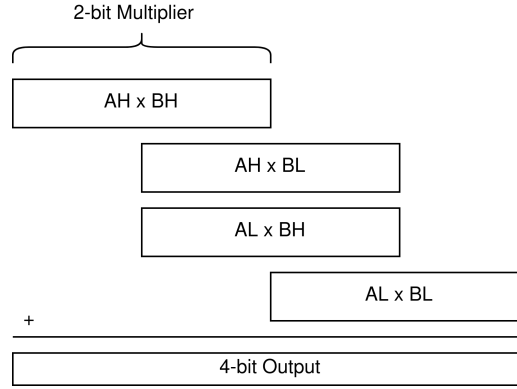 2-bit Multiplier
AH x BH
AH x BL
AL x BH
AL x BL
+
4-bit Output